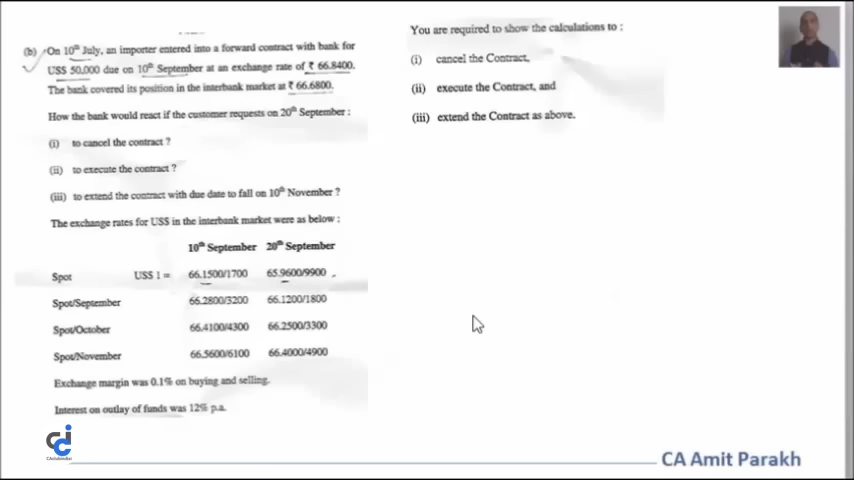 (b) On 10th July, an importer entered into a forward contract with bank for
US$ 50,000 due on 10th September at an exchange rate of ₹ 66.8400.
The bank covered its position in the interbank market at ₹ 66.6800.
How the bank would react if the customer requests on 20th September :
(i) to cancel the contract ?
(ii) to execute the contract ?
(iii) to extend the contract with due date to fall on 10th November ?
The exchange rates for US$ in the interbank market were as below :
10th September 20th September
Spot US$ 1 = 66.1500/1700 65.9600/9900
Spot/September 66.2800/3200 66.1200/1800
Spot/October 66.4100/4300 66.2500/3300
Spot/November 66.5600/6100 66.4000/4900
Exchange margin was 0.1% on buying and selling.
Interest on outlay of funds was 12% p.a.
You are required to show the calculations to :
(i) cancel the Contract,
(ii) execute the Contract, and
(iii) extend the Contract as above.
CA Amit Parakh